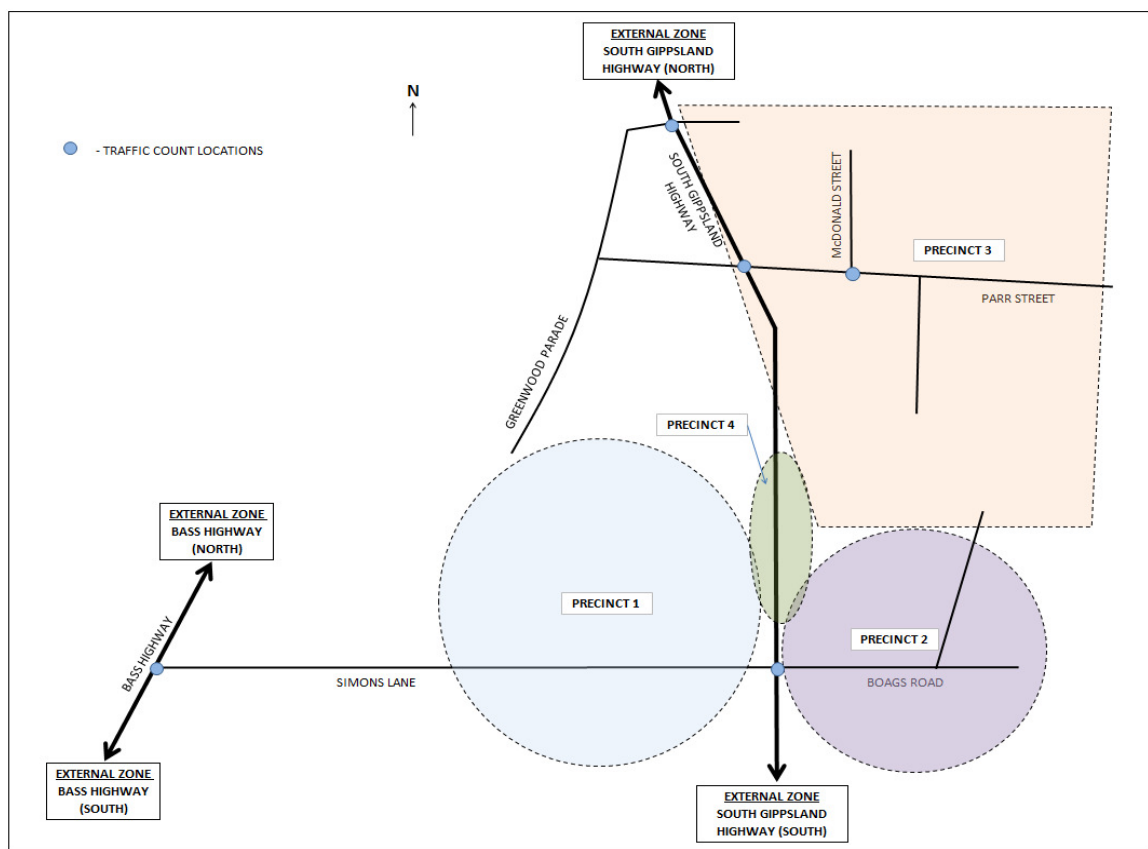 EXTERNAL ZONE
SOUTH GIPPSLAND
HIGHWAY (NORTH)
N
- TRAFFIC COUNT LOCATIONS
SOUTH GIPPSLAND
HIGHWAY
McDONALD STREET
PRECINCT 3
PARR STREET
GREENWOOD PARADE
PRECINCT 4
EXTERNAL ZONE
BASS HIGHWAY
(NORTH)
PRECINCT 1
PRECINCT 2
BASS HIGHWAY
SIMONS LANE
BOAGS ROAD
EXTERNAL ZONE
BASS HIGHWAY
(SOUTH)
EXTERNAL ZONE
SOUTH GIPPSLAND
HIGHWAY (SOUTH)